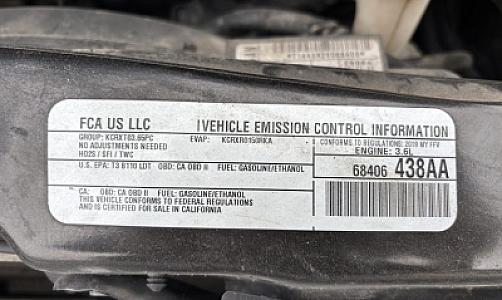 FCA US LLC VEHICLE EMISSION CONTROL INFORMATION
GROUP: KCRXT03.65PC EVAP: KCRXR0150RKA CONFORMS TO REGULATIONS: 2019 MY FFV
NO ADJUSTMENTS NEEDED ENGINE: 3.6L
HO2S / SFI / TWC
U.S. EPA: T3 B110 LDT OBD: CA OBD II FUEL: GASOLINE/ETHANOL 68406 438AA
CA: OBD: CA OBD II FUEL: GASOLINE/ETHANOL
THIS VEHICLE CONFORMS TO FEDERAL REGULATIONS
AND IS CERTIFIED FOR SALE IN CALIFORNIA